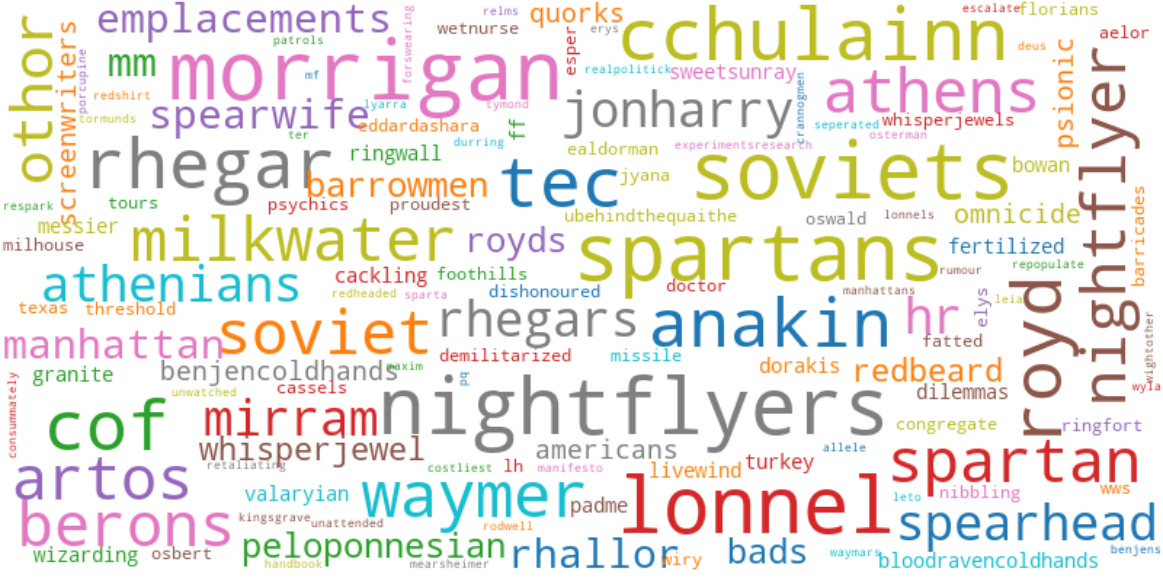 othor
emplacements
relms
quorks
cchulainn
escalate
florians
screenwriters
porcupine
patrols
forswearing
wetnurse
esper
erys
deus
aelor
mm
morrigan
mf
realpolitick
sweetsunray
athens
psionic
nightflyer
redshirt
spearwife
lyarra
tymond
jonharry
crannogmen
seperated
whisperjewels
tormunds
eddardashara
ff
osterman
ter
durring
rhegar
ringwall
ealdorman
experimentsresearch
soviets
bowan
barrowmen
tec
jyana
barricades
respark
tours
psychics
proudest
ubehindthequaithe
oswald
lonnels
omnicide
messier
milhouse
milkwater
royds
spartans
fertilized
rumour
repopulate
athenians
cackling
foothills
doctor
redheaded
sparta
dishonoured
manhattans
elys
leia
royd
texas
threshold
soviet
rhegars
anakin
hr
fatted
wightother
manhattan
demilitarized
missile
benjencoldhands
maxim
pq
dorakis
redbeard
granite
cassels
unwatched
dilemmas
wyla
consummately
cof
mirram
nightflyers
congregate
ringfort
whisperjewel
americans
allele
retaliating
costliest
lh
manifesto
livewind
turkey
spartan
artos
valaryian
waymer
padme
lonnel
leto
nibbling
wws
berons
kingsgrave
unattended
rodwell
spearhead
wizarding
osbert
peloponnesian
rhallor
wiry
bads
waymars
benjens
handbook
mearsheimer
bloodravencoldhands